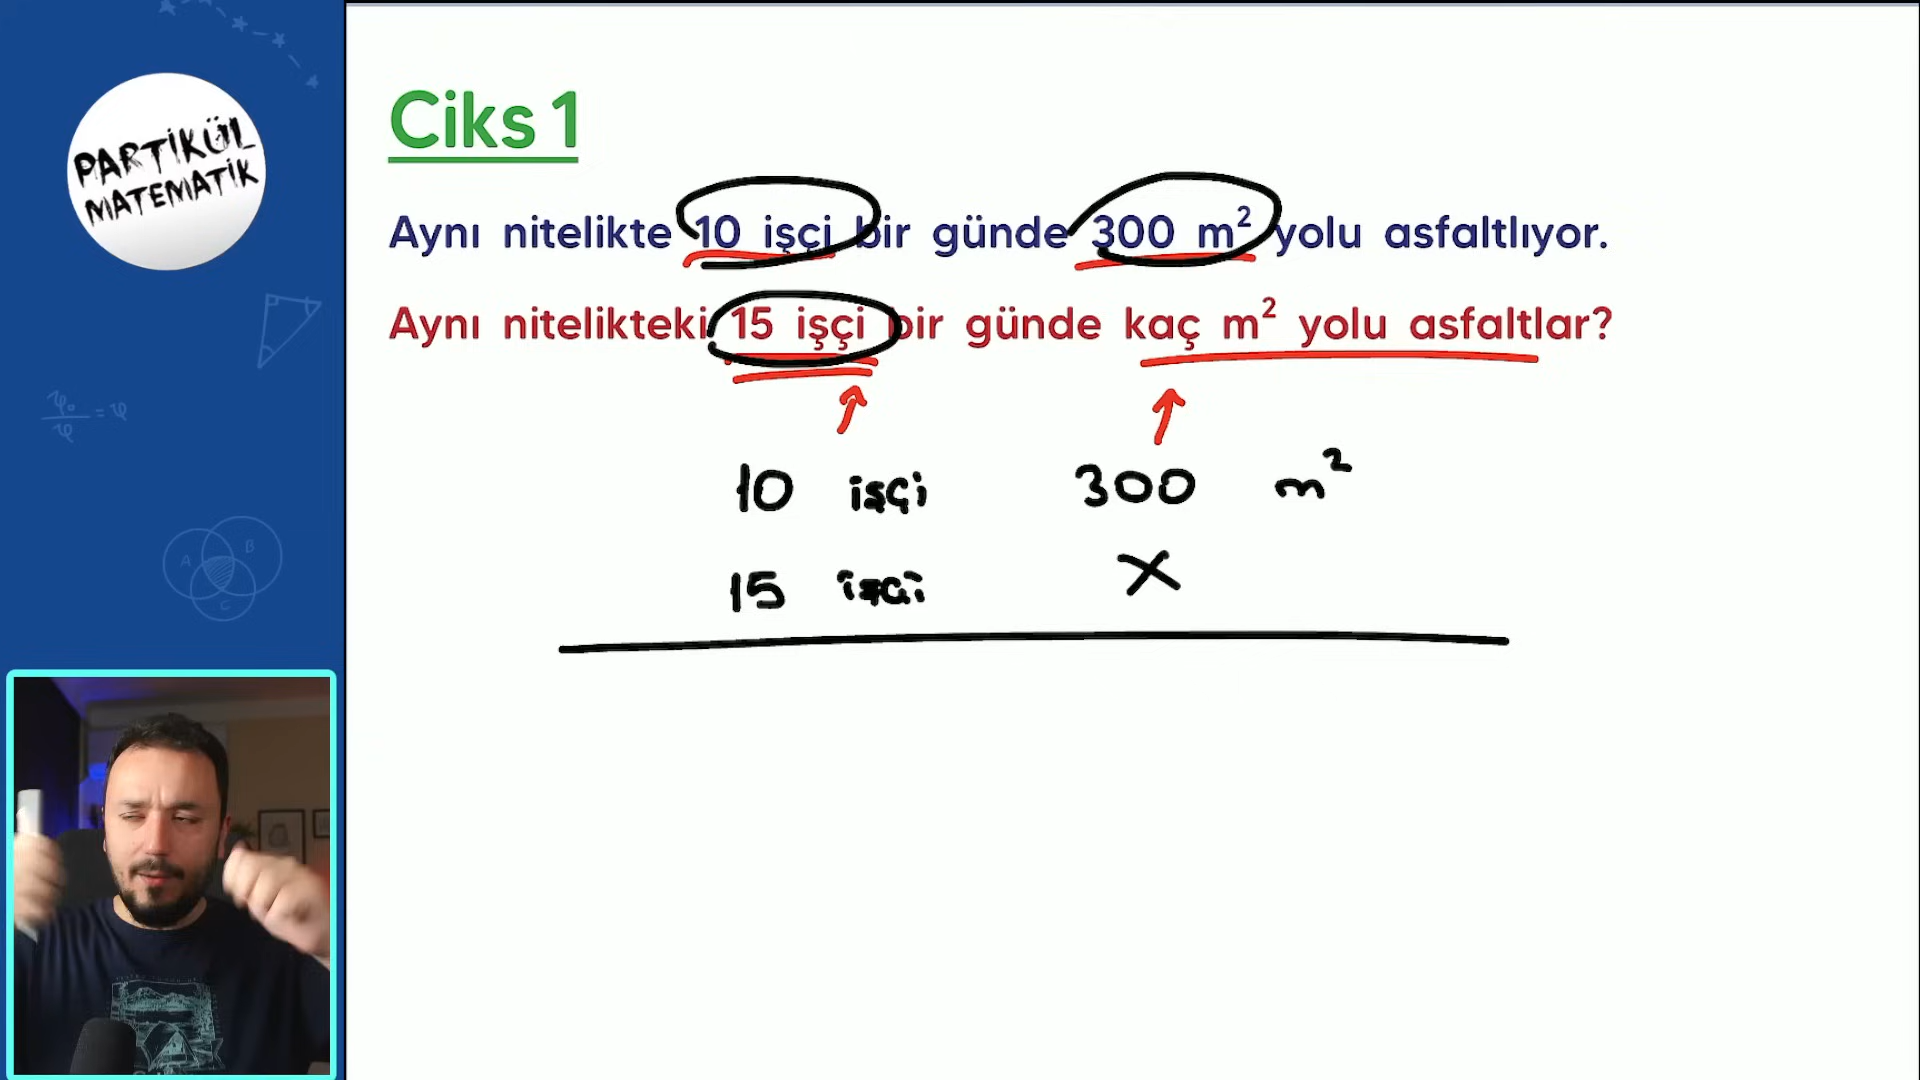 PARTİKÜL
MATEMATİK
Ciks 1
Aynı nitelikte 10 işçi bir günde 300 m² yolu asfaltlıyor.
Aynı nitelikteki 15 işçi bir günde kaç m² yolu asfaltlar?
10 işçi 300 m²
15 işçi X
A B
C